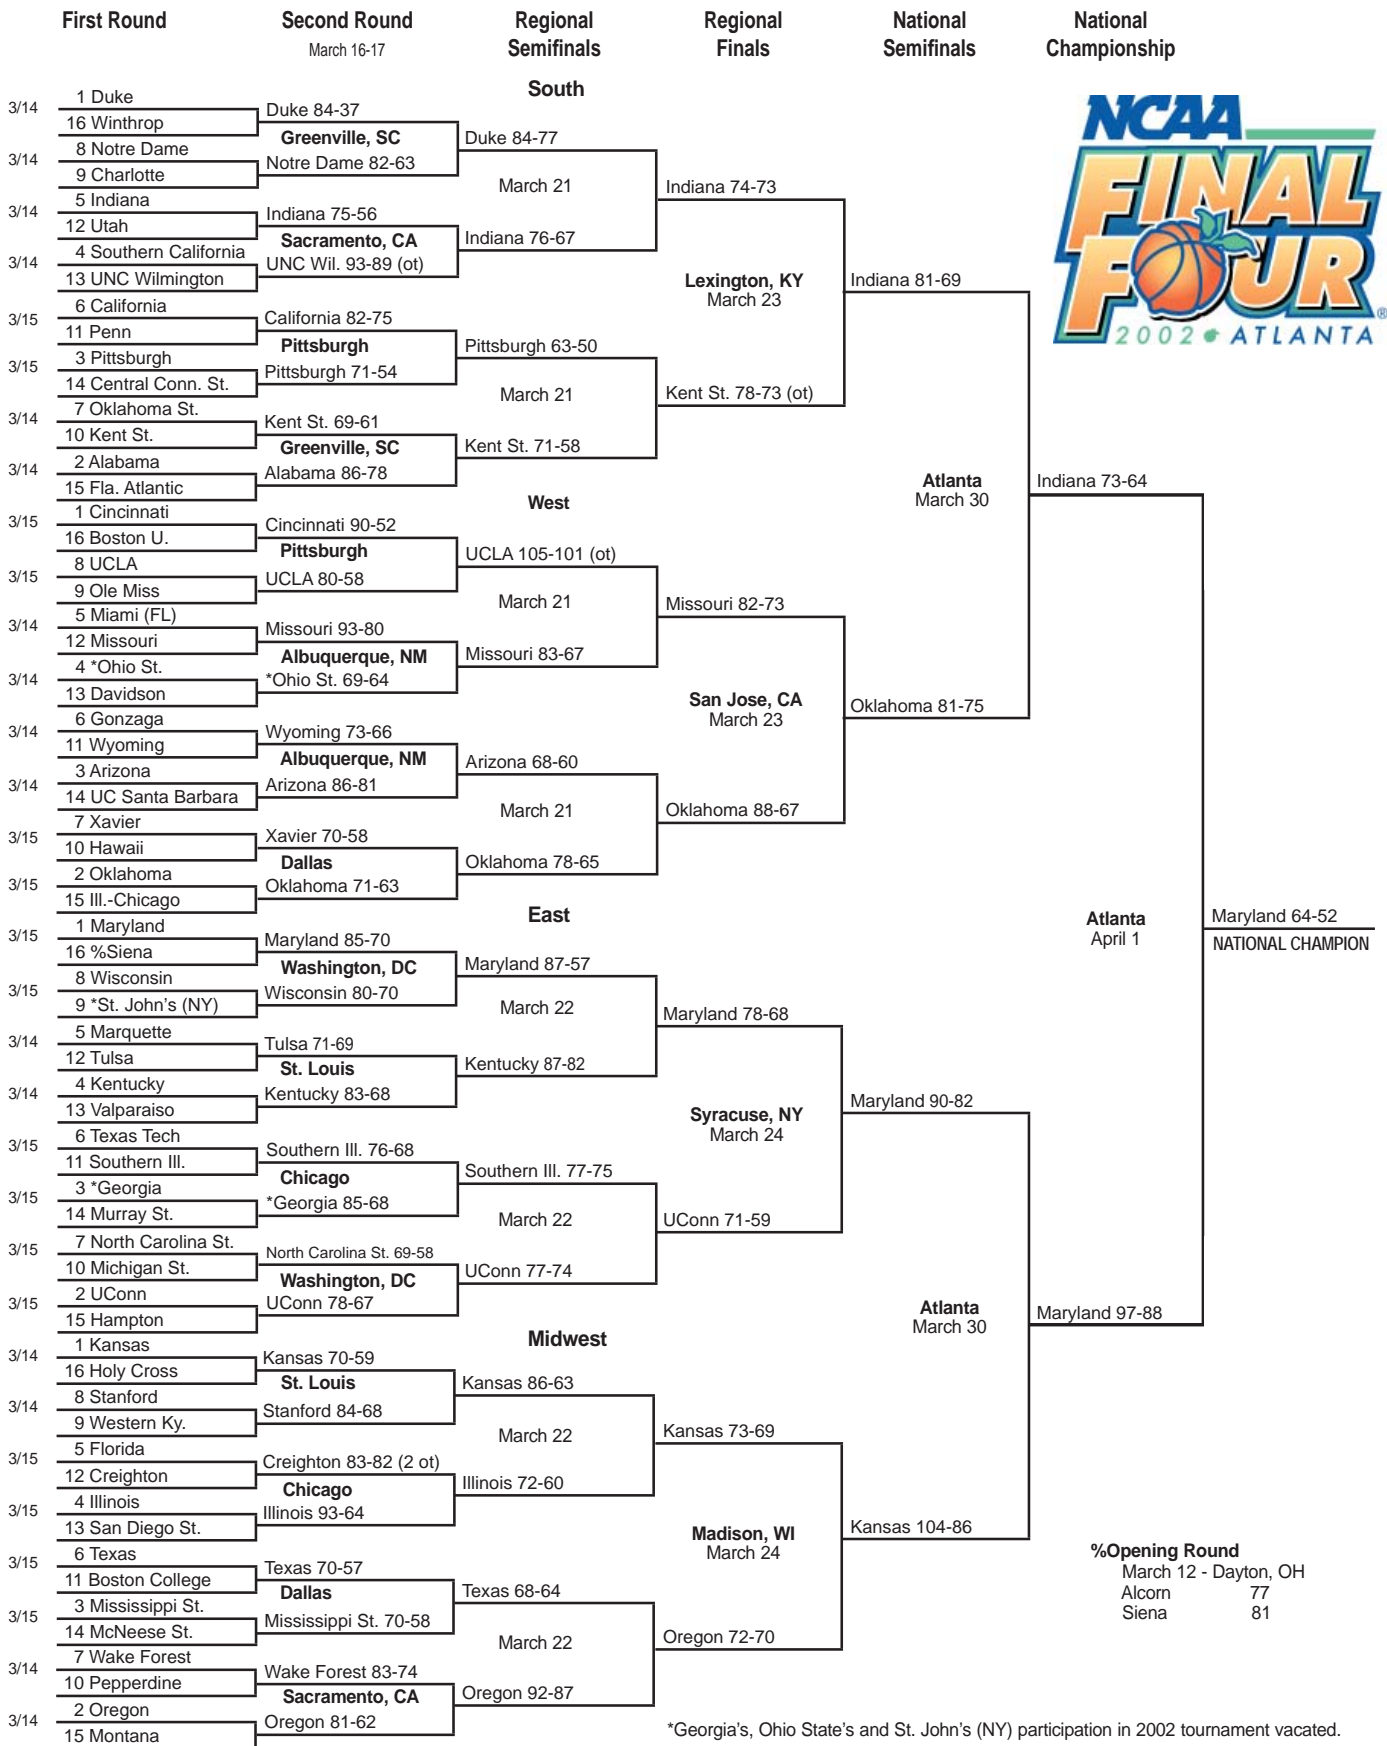 First Round
Second Round
March 16-17
Regional
Semifinals
Regional
Finals
National
Semifinals
National
Championship
NCAA
FINAL
FOUR
®
2002 ATLANTA
South
3/14
1 Duke
16 Winthrop
3/14
8 Notre Dame
9 Charlotte
3/14
5 Indiana
12 Utah
3/14
4 Southern California
13 UNC Wilmington
3/15
6 California
11 Penn
3/15
3 Pittsburgh
14 Central Conn. St.
3/14
7 Oklahoma St.
10 Kent St.
3/14
2 Alabama
15 Fla. Atlantic
Duke 84-37
Greenville, SC
Notre Dame 82-63
Indiana 75-56
Sacramento, CA
UNC Wil. 93-89 (ot)
California 82-75
Pittsburgh
Pittsburgh 71-54
Kent St. 69-61
Greenville, SC
Alabama 86-78
Duke 84-77
March 21
Indiana 76-67
Pittsburgh 63-50
March 21
Kent St. 71-58
Indiana 74-73
Lexington, KY
March 23
Kent St. 78-73 (ot)
Indiana 81-69
West
3/15
1 Cincinnati
16 Boston U.
3/15
8 UCLA
9 Ole Miss
3/14
5 Miami (FL)
12 Missouri
3/14
4 *Ohio St.
13 Davidson
3/14
6 Gonzaga
11 Wyoming
3/14
3 Arizona
14 UC Santa Barbara
3/15
7 Xavier
10 Hawaii
3/15
2 Oklahoma
15 Ill.-Chicago
Cincinnati 90-52
Pittsburgh
UCLA 80-58
Missouri 93-80
Albuquerque, NM
*Ohio St. 69-64
Wyoming 73-66
Albuquerque, NM
Arizona 86-81
Xavier 70-58
Dallas
Oklahoma 71-63
UCLA 105-101 (ot)
March 21
Missouri 83-67
Arizona 68-60
March 21
Oklahoma 78-65
Missouri 82-73
San Jose, CA
March 23
Oklahoma 88-67
Oklahoma 81-75
Atlanta
March 30
Indiana 73-64
East
3/15
1 Maryland
16 %Siena
3/15
8 Wisconsin
9 *St. John's (NY)
3/14
5 Marquette
12 Tulsa
3/14
4 Kentucky
13 Valparaiso
3/15
6 Texas Tech
11 Southern Ill.
3/15
3 *Georgia
14 Murray St.
3/15
7 North Carolina St.
10 Michigan St.
3/15
2 UConn
15 Hampton
Maryland 85-70
Washington, DC
Wisconsin 80-70
Tulsa 71-69
St. Louis
Kentucky 83-68
Southern Ill. 76-68
Chicago
*Georgia 85-68
North Carolina St. 69-58
Washington, DC
UConn 78-67
Maryland 87-57
March 22
Kentucky 87-82
Southern Ill. 77-75
March 22
UConn 77-74
Maryland 78-68
Syracuse, NY
March 24
UConn 71-59
Maryland 90-82
Midwest
3/14
1 Kansas
16 Holy Cross
3/14
8 Stanford
9 Western Ky.
3/15
5 Florida
12 Creighton
3/15
4 Illinois
13 San Diego St.
3/15
6 Texas
11 Boston College
3/15
3 Mississippi St.
14 McNeese St.
3/14
7 Wake Forest
10 Pepperdine
3/14
2 Oregon
15 Montana
Kansas 70-59
St. Louis
Stanford 84-68
Creighton 83-82 (2 ot)
Chicago
Illinois 93-64
Texas 70-57
Dallas
Mississippi St. 70-58
Wake Forest 83-74
Sacramento, CA
Oregon 81-62
Kansas 86-63
March 22
Illinois 72-60
Texas 68-64
March 22
Oregon 92-87
Kansas 73-69
Madison, WI
March 24
Oregon 72-70
Kansas 104-86
Atlanta
March 30
Maryland 97-88
Atlanta
April 1
Maryland 64-52
NATIONAL CHAMPION
%Opening Round
March 12 - Dayton, OH
Alcorn 77
Siena 81
*Georgia's, Ohio State's and St. John's (NY) participation in 2002 tournament vacated.